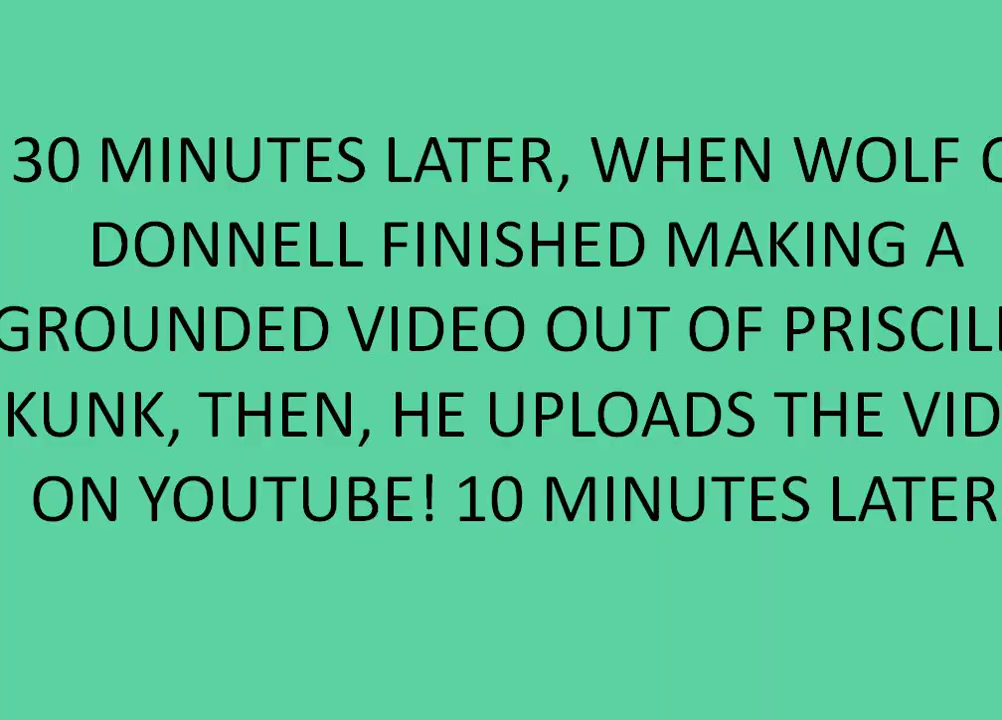 30 MINUTES LATER, WHEN WOLF O
DONNELL FINISHED MAKING A
GROUNDED VIDEO OUT OF PRISCILL
KUNK, THEN, HE UPLOADS THE VID
ON YOUTUBE! 10 MINUTES LATER